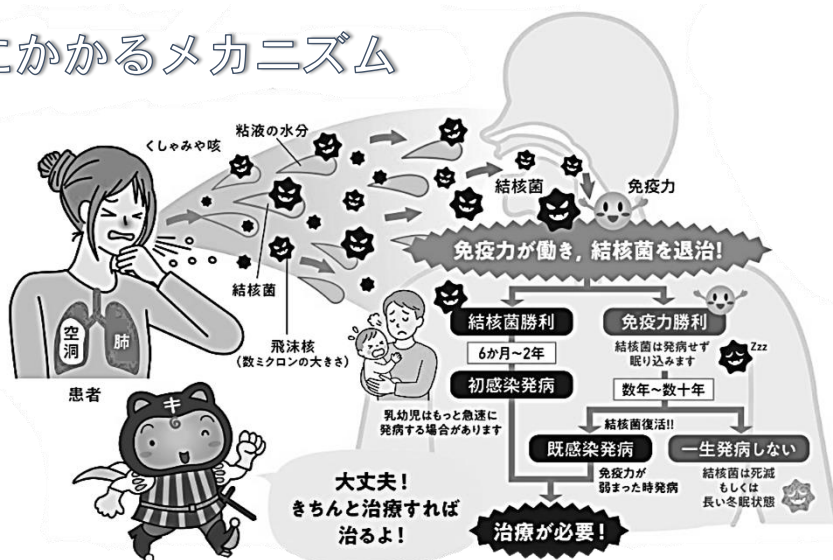 にかかるメカニズム
くしゃみや咳
粘液の水分
結核菌
免疫力
免疫力が働き,結核菌を退治!
結核菌
飛沫核
(数ミクロンの大きさ)
空洞
肺
患者
結核菌勝利
6か月〜2年
初感染発病
乳幼児はもっと急速に
発病する場合があります
免疫力勝利
結核菌は発病せず
眠り込みます
Zzz
数年〜数十年
結核菌復活!!
既感染発病
免疫力が
弱まった時発病
一生発病しない
結核菌は死滅
もしくは
長い冬眠状態
治療が必要!
キ
大丈夫!
きちんと治療すれば
治るよ!